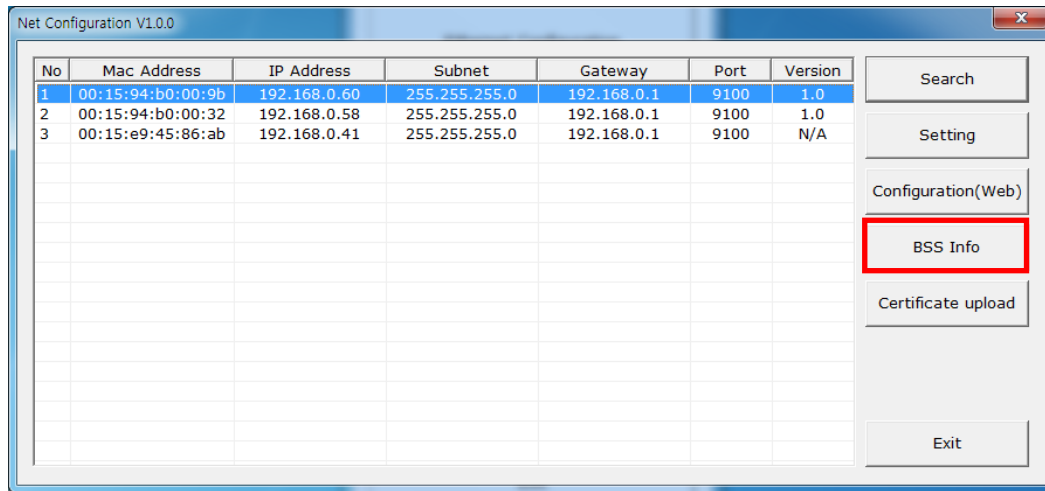 Net Configuration V1.0.0
No Mac Address IP Address Subnet Gateway Port Version
1 00:15:94:b0:00:9b 192.168.0.60 255.255.255.0 192.168.0.1 9100 1.0
2 00:15:94:b0:00:32 192.168.0.58 255.255.255.0 192.168.0.1 9100 1.0
3 00:15:e9:45:86:ab 192.168.0.41 255.255.255.0 192.168.0.1 9100 N/A
Search
Setting
Configuration(Web)
BSS Info
Certificate upload
Exit